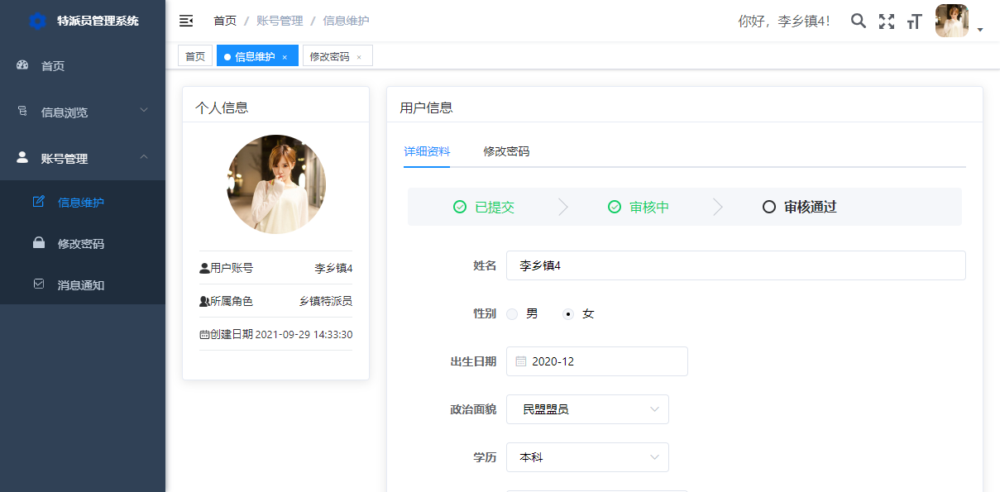 特派员管理系统
首页
信息浏览
账号管理
信息维护
修改密码
消息通知
首页 / 账号管理 / 信息维护
你好，李乡镇4！
首页
信息维护 ×
修改密码 ×
个人信息
用户账号 李乡镇4
所属角色 乡镇特派员
创建日期 2021-09-29 14:33:30
用户信息
详细资料 修改密码
已提交 审核中 审核通过
姓名 李乡镇4
性别 男 女
出生日期 2020-12
政治面貌 民盟盟员
学历 本科